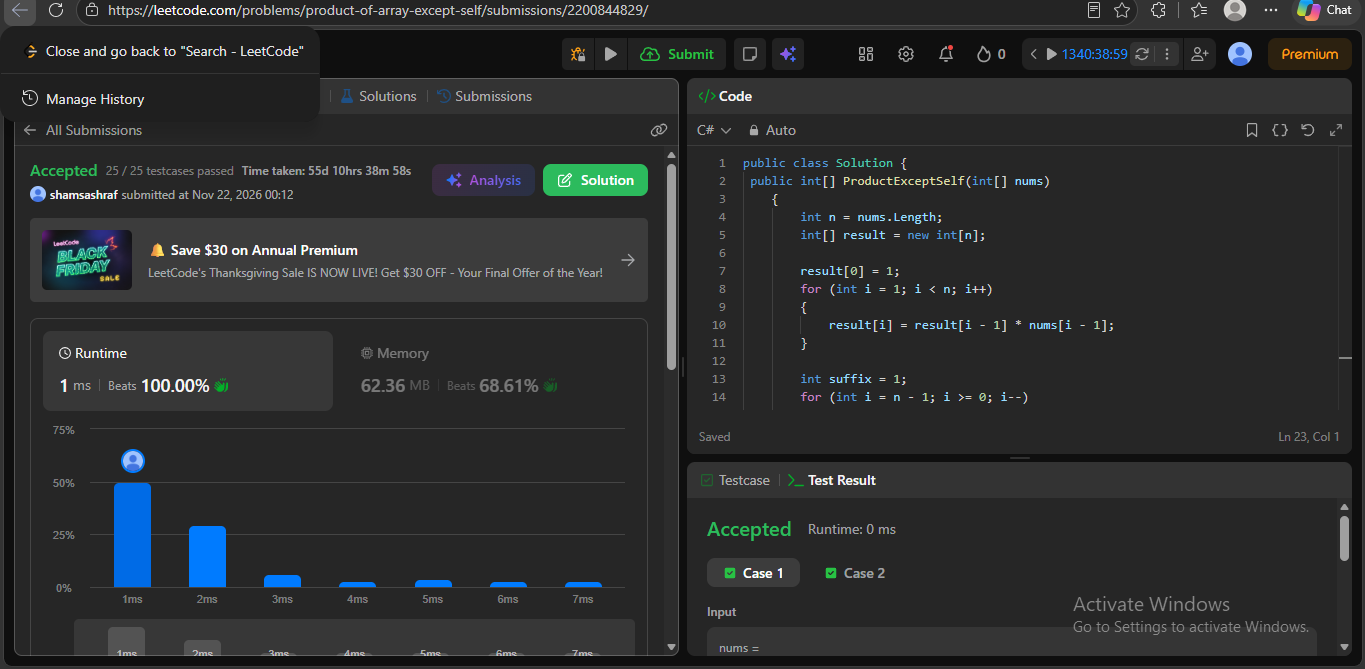 https://leetcode.com/problems/product-of-array-except-self/submissions/2200844829/
Chat
Close and go back to "Search - LeetCode"
Manage History
Submit
0
1340:38:59
Premium
Solutions
Submissions
All Submissions
Accepted 25 / 25 testcases passed Time taken: 55d 10hrs 38m 58s
shamsashraf submitted at Nov 22, 2026 00:12
Analysis
Solution
LeetCode
BLACK
FRIDAY
SALE
Save $30 on Annual Premium
LeetCode's Thanksgiving Sale IS NOW LIVE! Get $30 OFF - Your Final Offer of the Year!
Runtime
1 ms Beats 100.00%
Memory
62.36 MB Beats 68.61%
75%
50%
25%
0%
1ms 2ms 3ms 4ms 5ms 6ms 7ms
1ms 2ms 3ms 4ms 5ms 6ms 7ms
</> Code
C# Auto
1 public class Solution {
2 public int[] ProductExceptSelf(int[] nums)
3 {
4 int n = nums.Length;
5 int[] result = new int[n];
6
7 result[0] = 1;
8 for (int i = 1; i < n; i++)
9 {
10 result[i] = result[i - 1] * nums[i - 1];
11 }
12
13 int suffix = 1;
14 for (int i = n - 1; i >= 0; i--)
Saved
Ln 23, Col 1
Testcase
Test Result
Accepted Runtime: 0 ms
Case 1 Case 2
Input
nums =
Activate Windows
Go to Settings to activate Windows.